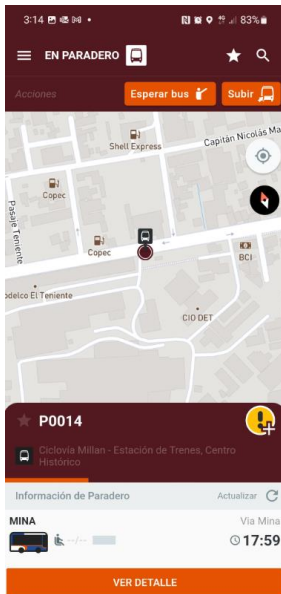 3:14
83%
EN PARADERO
Acciones
Esperar bus
Subir
Shell Express
Capitán Nicolás Ma
Copec
Pasaje Teniente
Copec
BCI
odelco El Teniente
CIO DET
P0014
Ciclovía Millan - Estación de Trenes, Centro
Histórico
Información de Paradero
Actualizar
MINA
Via Mina
--/--
17:59
VER DETALLE